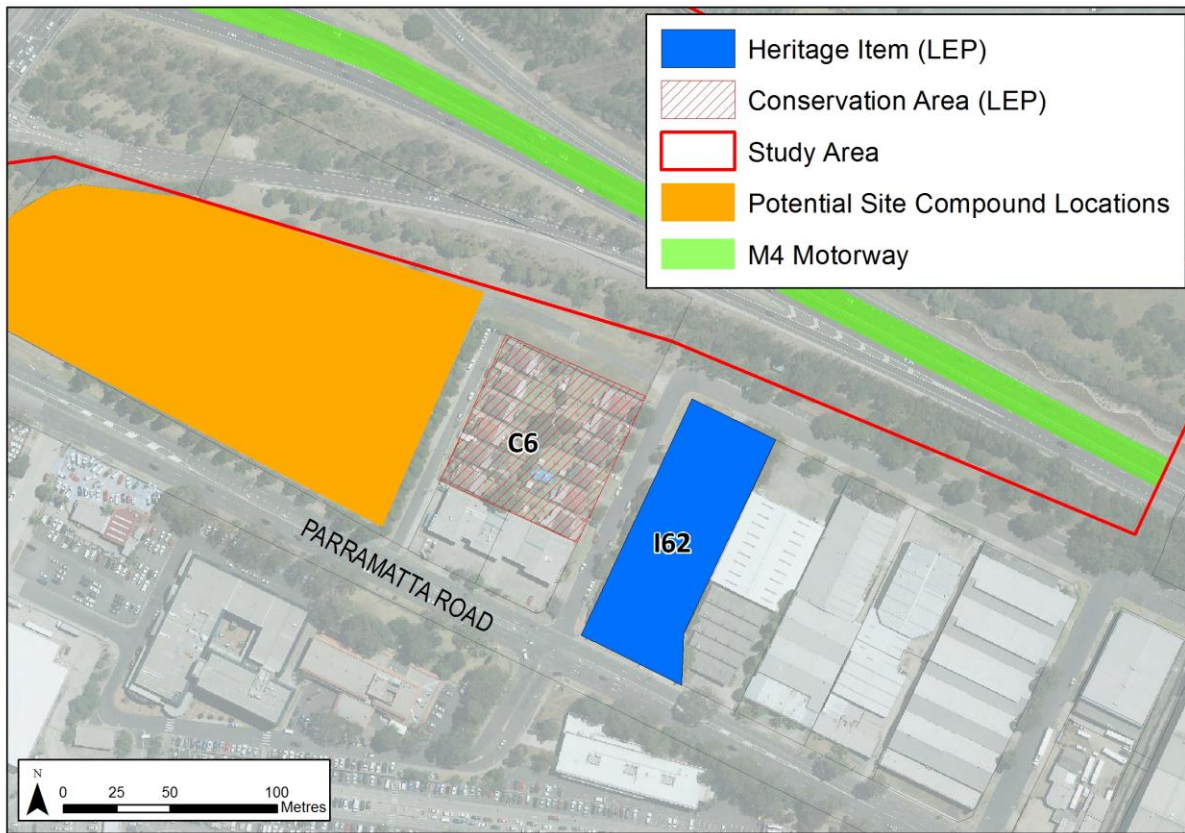 Heritage Item (LEP)
Conservation Area (LEP)
Study Area
Potential Site Compound Locations
M4 Motorway
C6
I62
PARRAMATTA ROAD
N
0 25 50 100
Metres